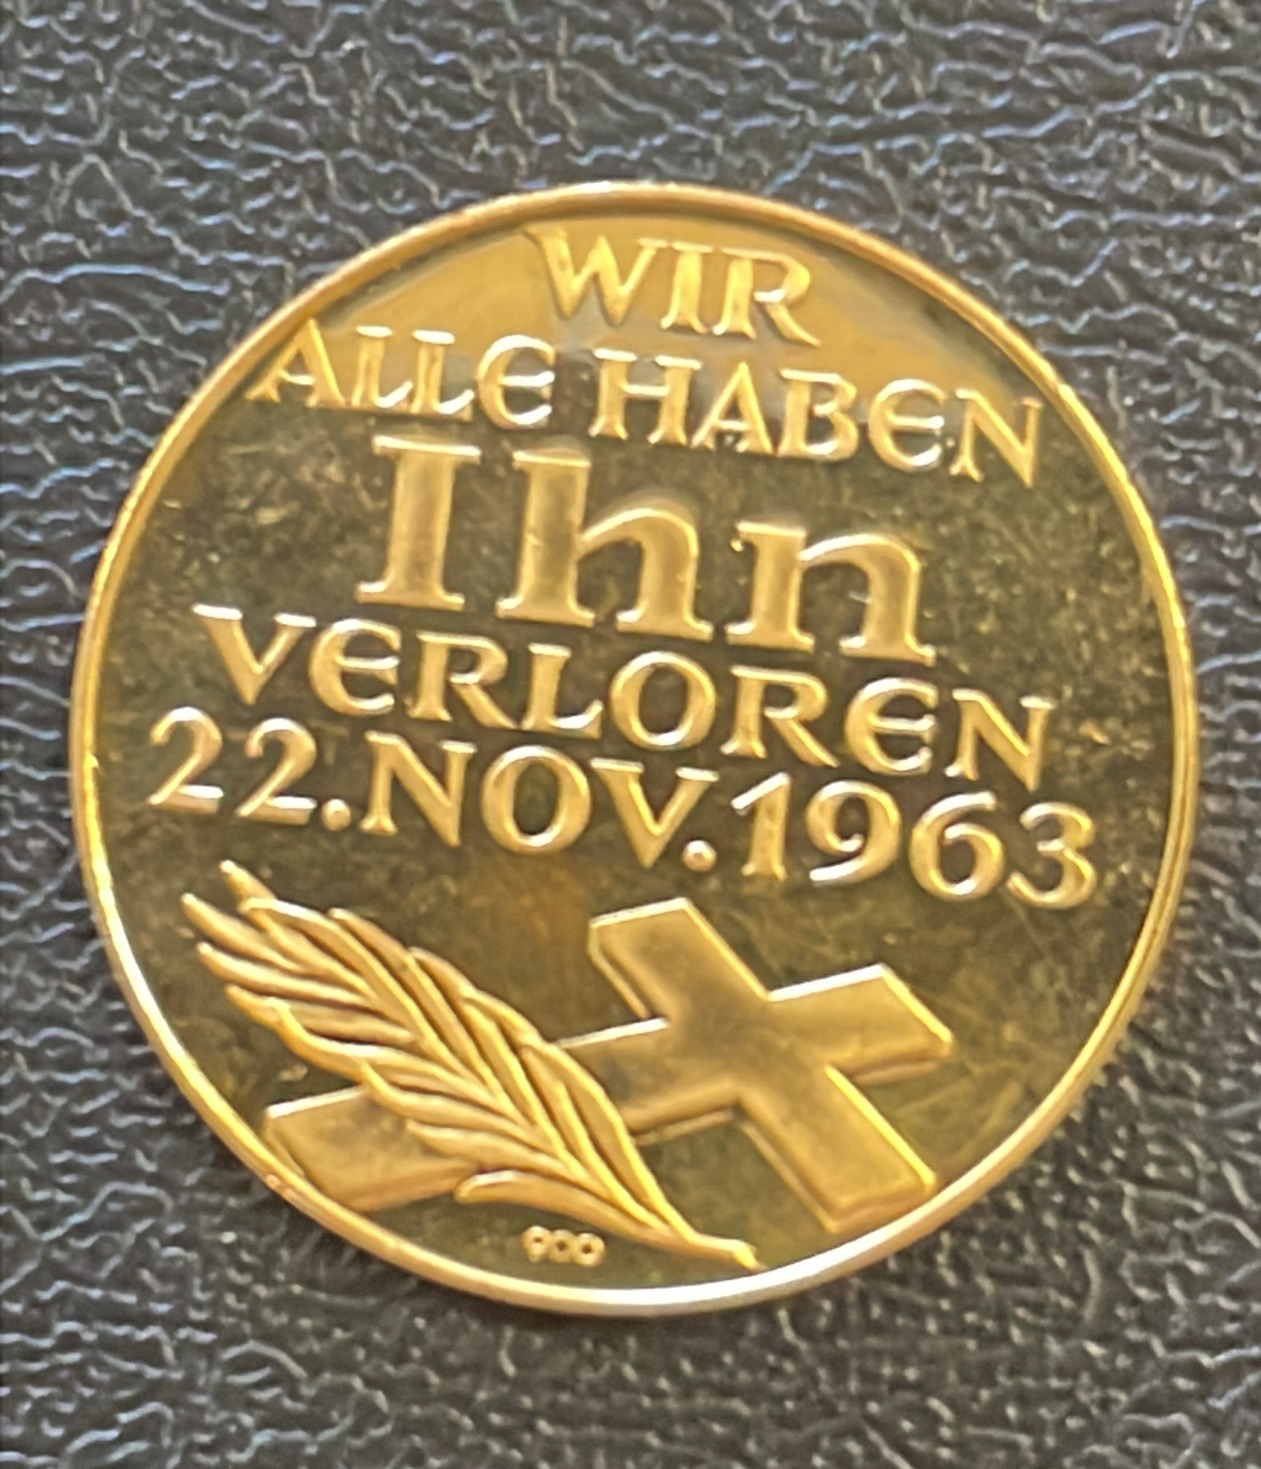 WIR
ALLE HABEN
Ihn
VERLOREN
22.NOV.1963
900